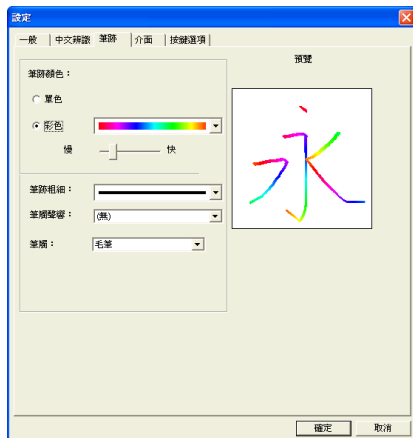 設定
一般 中文辨識 筆跡 介面 按鍵選項
預覽
筆跡顏色：
單色
彩色
慢 快
筆跡粗細：
筆觸聲響： (無)
筆觸： 毛筆
永
確定 取消